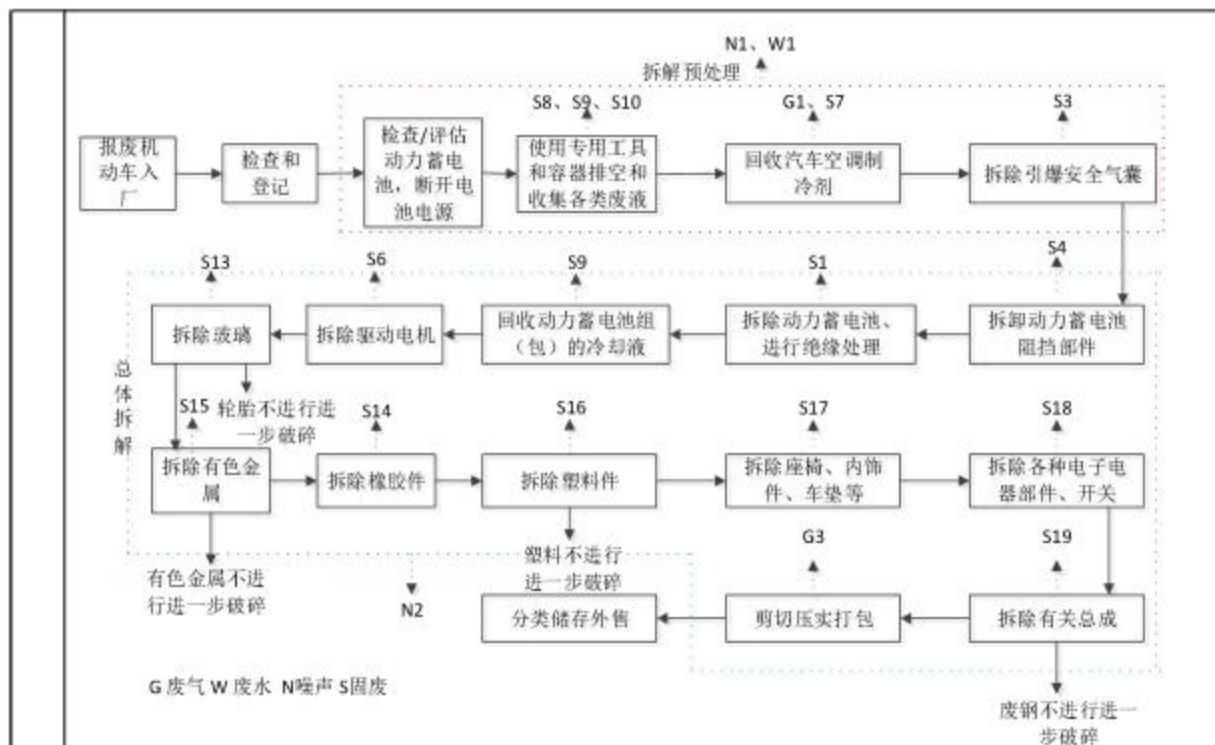 N1、W1
拆解预处理
S8、S9、S10
G1、S7
S3
报废机
动车入
厂
检查和
登记
检查/评估
动力蓄电
池，断开电
池电源
使用专用工具
和容器排空和
收集各类废液
回收汽车空调制
冷剂
拆除引爆安全气囊
S13
S6
S9
S1
S4
拆除玻璃
拆除驱动电机
回收动力蓄电池组
（包）的冷却液
拆除动力蓄电池、
进行绝缘处理
拆卸动力蓄电池
阻挡部件
总
体
拆
解
轮胎不进行进
一步破碎
S15
S14
S16
S17
S18
拆除有色金
属
拆除橡胶件
拆除塑料件
拆除座椅、内饰
件、车垫等
拆除各种电子电
器部件、开关
有色金属不进
行进一步破碎
N2
塑料不进行
进一步破碎
G3
S19
分类储存外售
剪切压实打包
拆除有关总成
G 废气 W 废水 N噪声 S固废
废钢不进行进一
步破碎